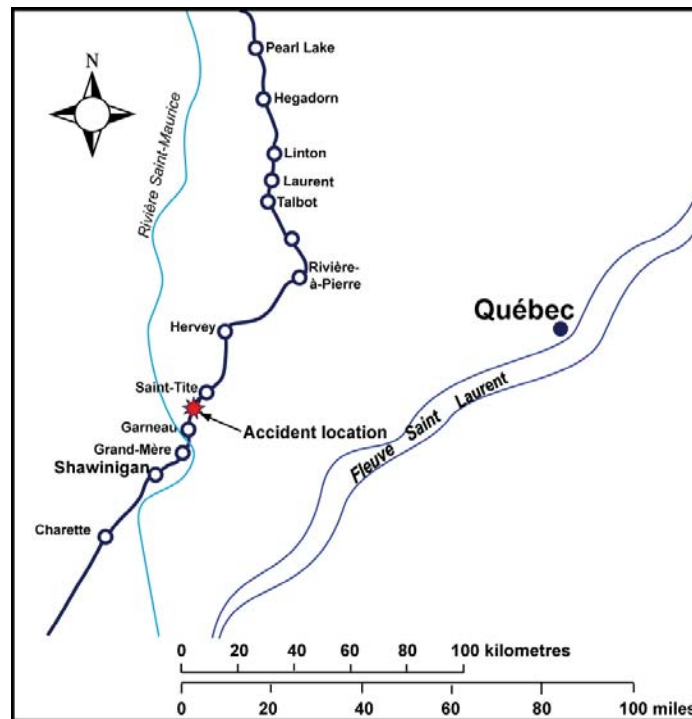 Pearl Lake
N
Hegadorn
Rivière Saint-Maurice
Linton
Laurent
Talbot
Rivière-
à-Pierre
Québec
Hervey
Saint-Tite
Fleuve Saint Laurent
Garneau
Accident location
Grand-Mère
Shawinigan
Charette
0 20 40 60 80 100 kilometres
0 20 40 60 80 100 miles